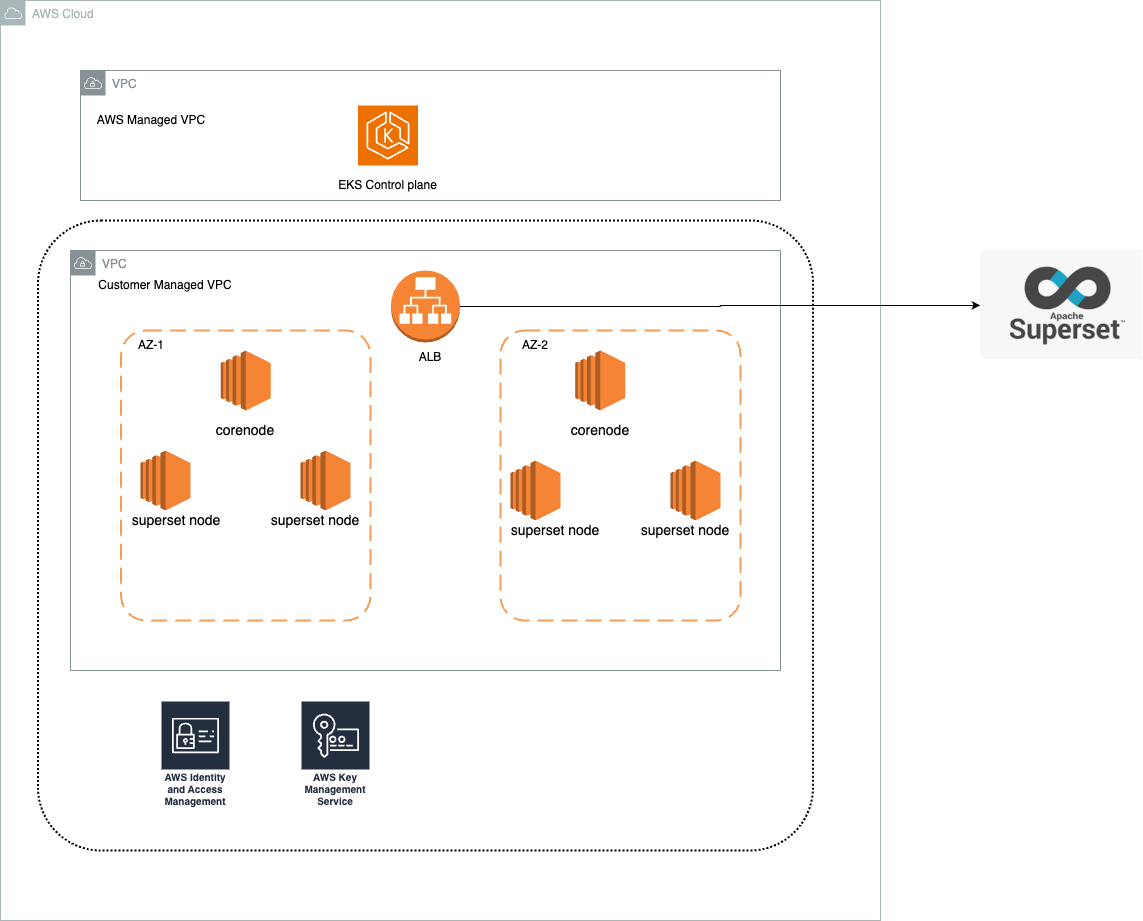 AWS Cloud
VPC
AWS Managed VPC
K
EKS Control plane
VPC
Customer Managed VPC
ALB
Apache
Superset™
AZ-1
AZ-2
corenode
corenode
superset node
superset node
superset node
superset node
AWS Identity
and Access
Management
AWS Key
Management
Service